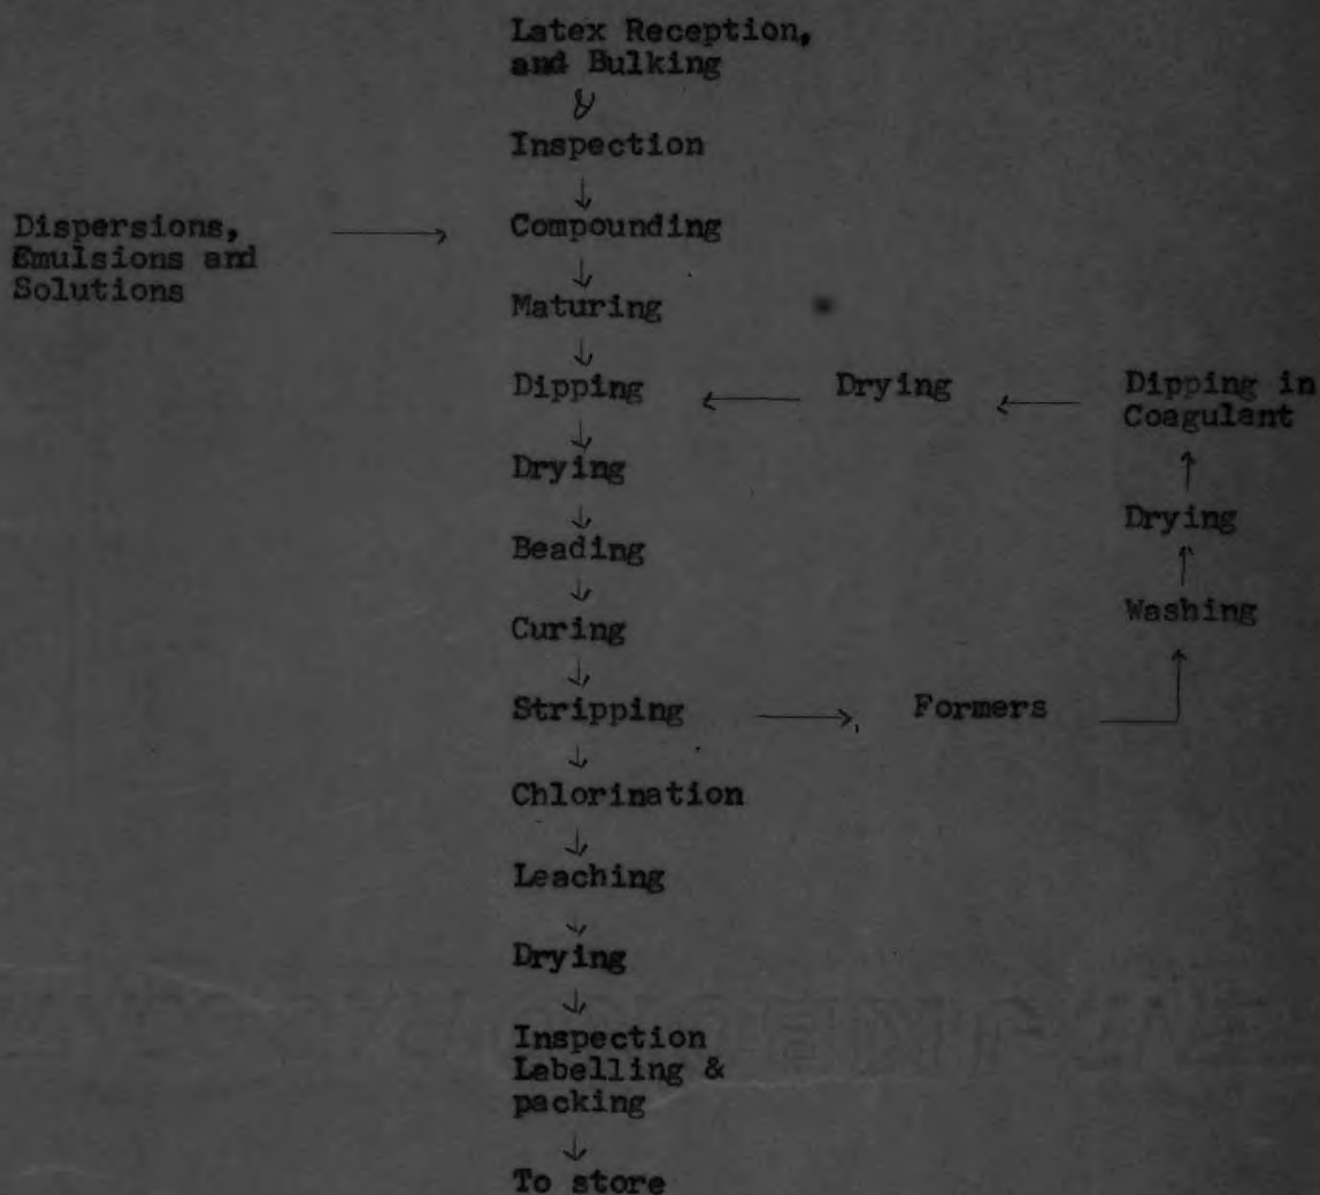 Latex Reception,
and Bulking
Inspection
Dispersions,
Emulsions and
Solutions
Compounding
Maturing
Dipping
Drying
Dipping in
Coagulant
Drying
Drying
Beading
Washing
Curing
Stripping
Formers
Chlorination
Leaching
Drying
Inspection
Labelling &
packing
To store